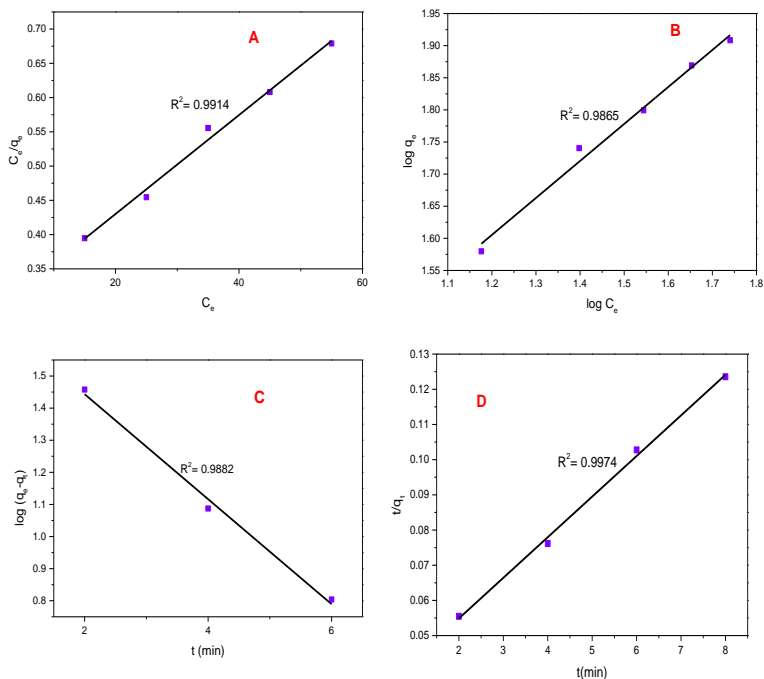 A
R²= 0.9914
0.70
0.65
0.60
0.55
0.50
0.45
0.40
0.35
Cₑ/qₑ
20 40 60
Cₑ
B
R²= 0.9865
1.95
1.90
1.85
1.80
1.75
1.70
1.65
1.60
1.55
log qₑ
1.1 1.2 1.3 1.4 1.5 1.6 1.7 1.8
log Cₑ
C
R²= 0.9882
1.5
1.4
1.3
1.2
1.1
1.0
0.9
0.8
log (qₑ-qₜ)
2 4 6
t (min)
D
R²= 0.9974
0.13
0.12
0.11
0.10
0.09
0.08
0.07
0.06
0.05
t/qₜ
2 3 4 5 6 7 8
t(min)